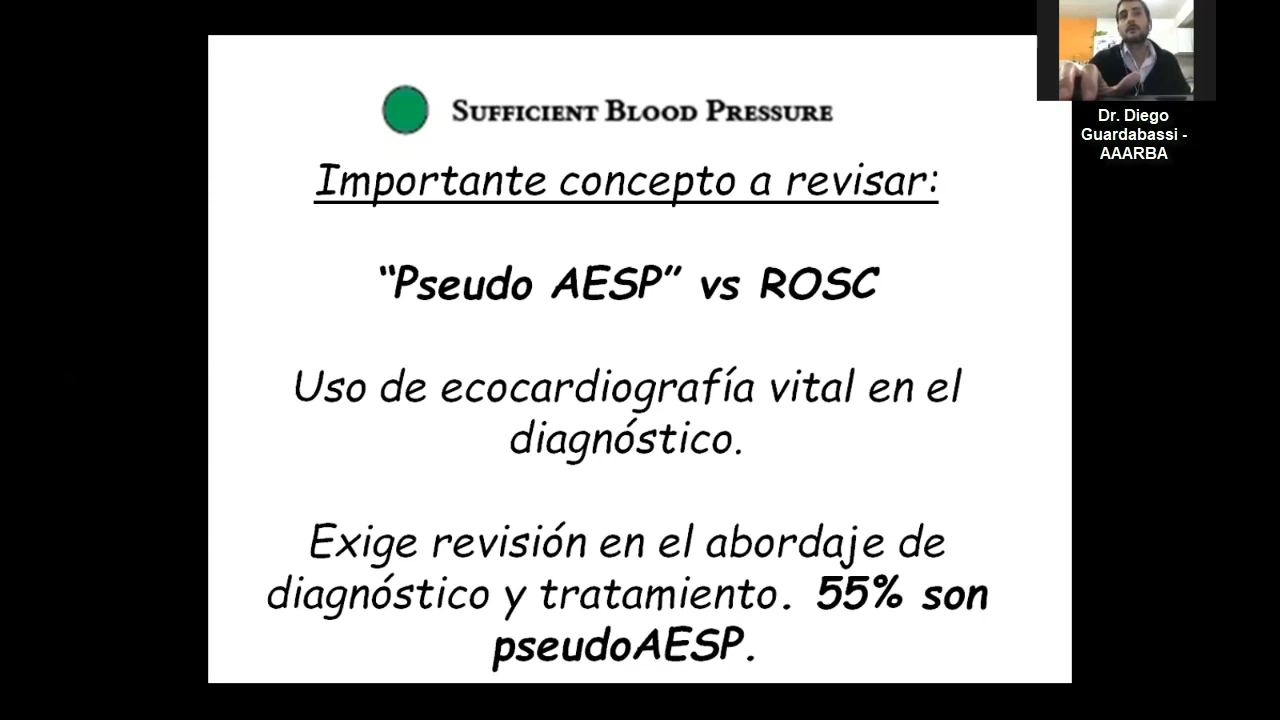 SUFFICIENT BLOOD PRESSURE
Importante concepto a revisar:
“Pseudo AESP” vs ROSC
Uso de ecocardiografía vital en el
diagnóstico.
Exige revisión en el abordaje de
diagnóstico y tratamiento. 55% son
pseudoAESP.
Dr. Diego
Guardabassi -
AAARBA